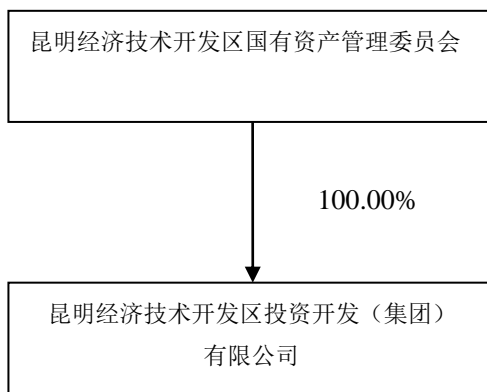 昆明经济技术开发区国有资产管理委员会
100.00%
昆明经济技术开发区投资开发（集团）
有限公司